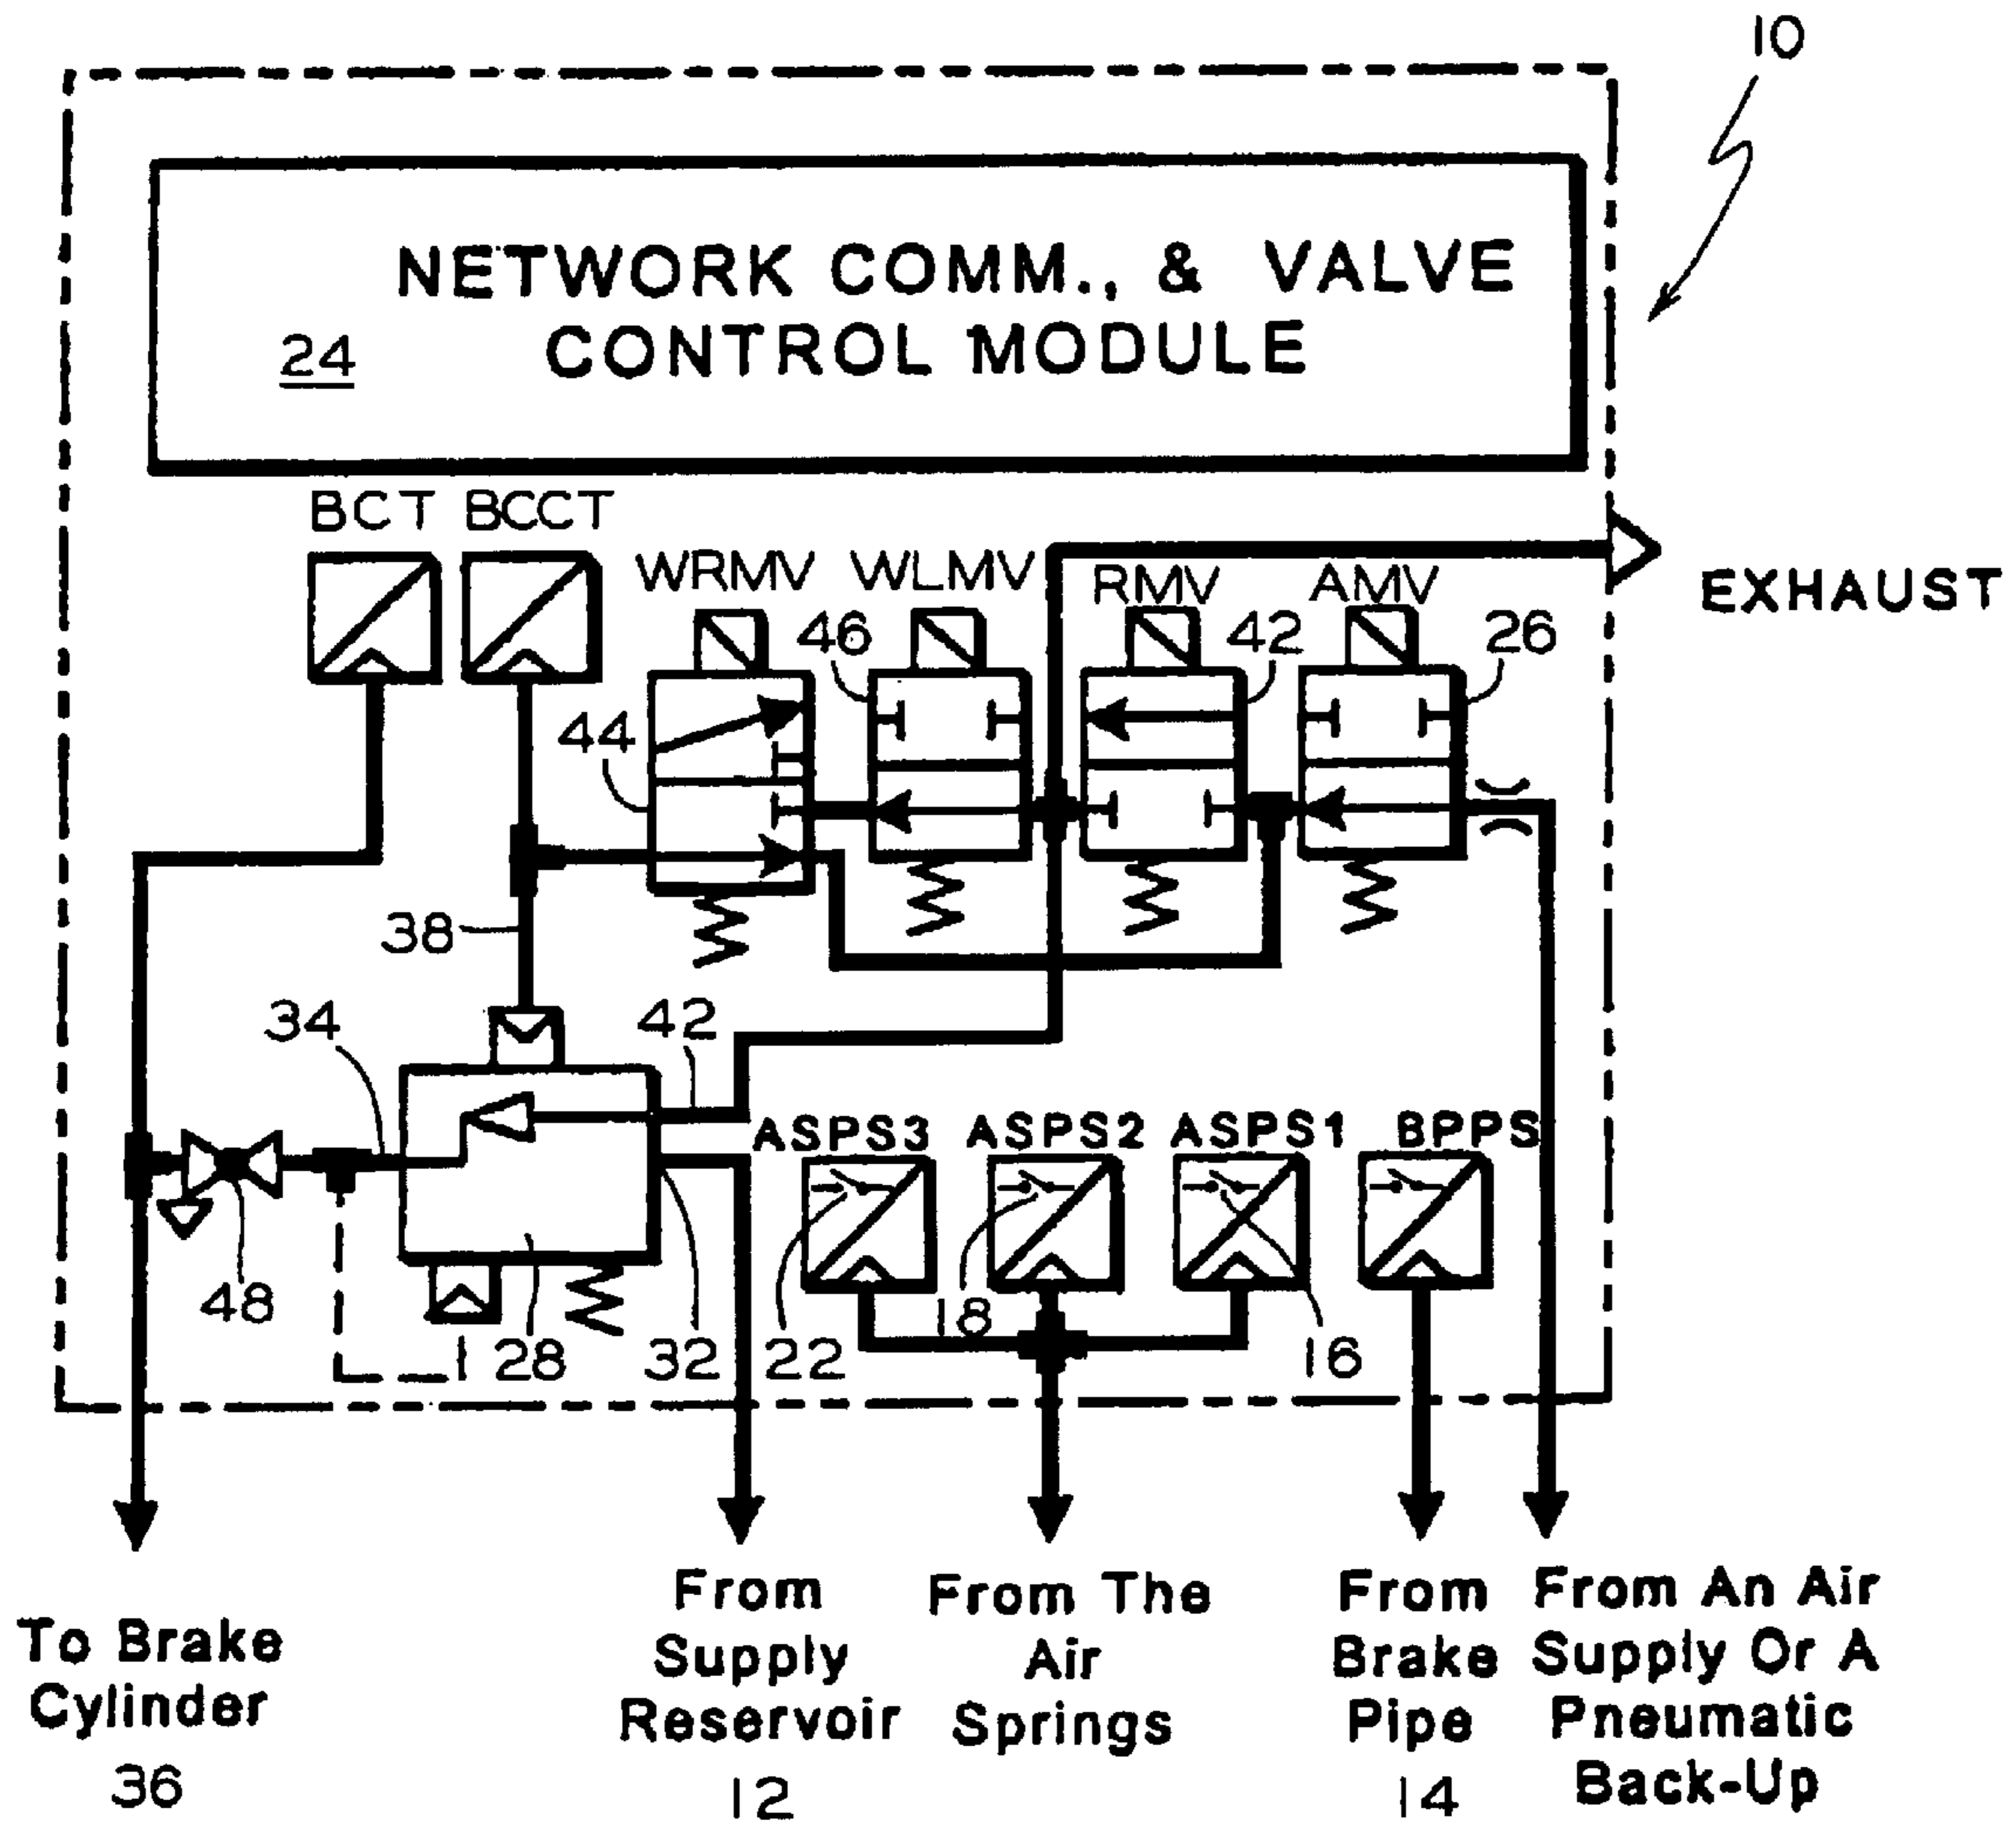 10
NETWORK COMM., & VALVE
CONTROL MODULE
24
BCT BCCT
WRMV WLMV RMV AMV
EXHAUST
46 42 26
44
38
34 42
ASPS3 ASPS2 ASPS1 BPPS
48 28 32 22 18 16
To Brake
Cylinder
36
From
Supply
Reservoir
12
From The
Air
Springs
From
Brake
Pipe
14
From An Air
Supply Or A
Pneumatic
Back-Up